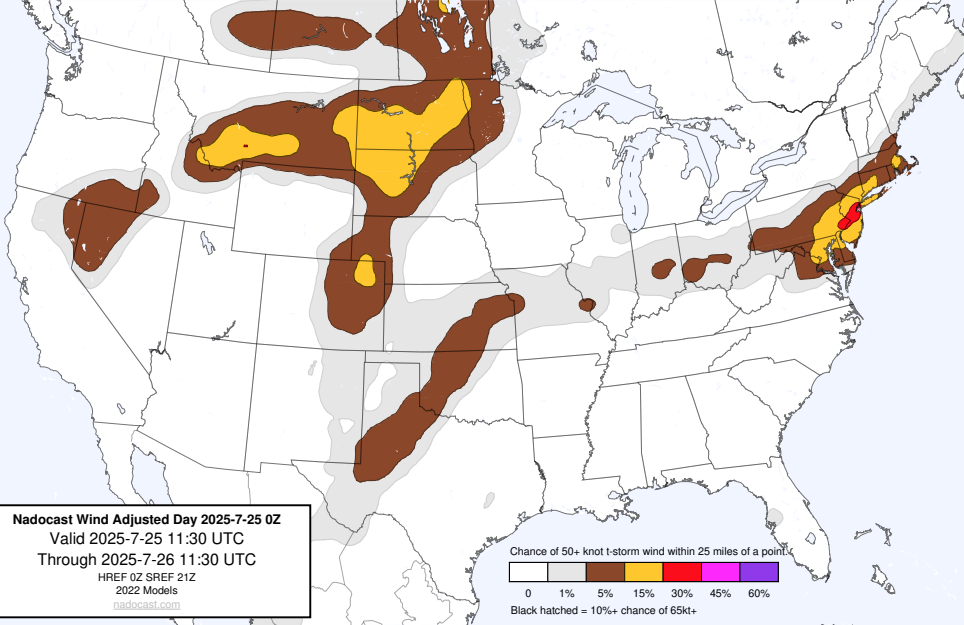 Nadocast Wind Adjusted Day 2025-7-25 0Z
Valid 2025-7-25 11:30 UTC
Through 2025-7-26 11:30 UTC
HREF 0Z SREF 21Z
2022 Models
nadocast.com
Chance of 50+ knot t-storm wind within 25 miles of a point.
0 1% 5% 15% 30% 45% 60%
Black hatched = 10%+ chance of 65kt+